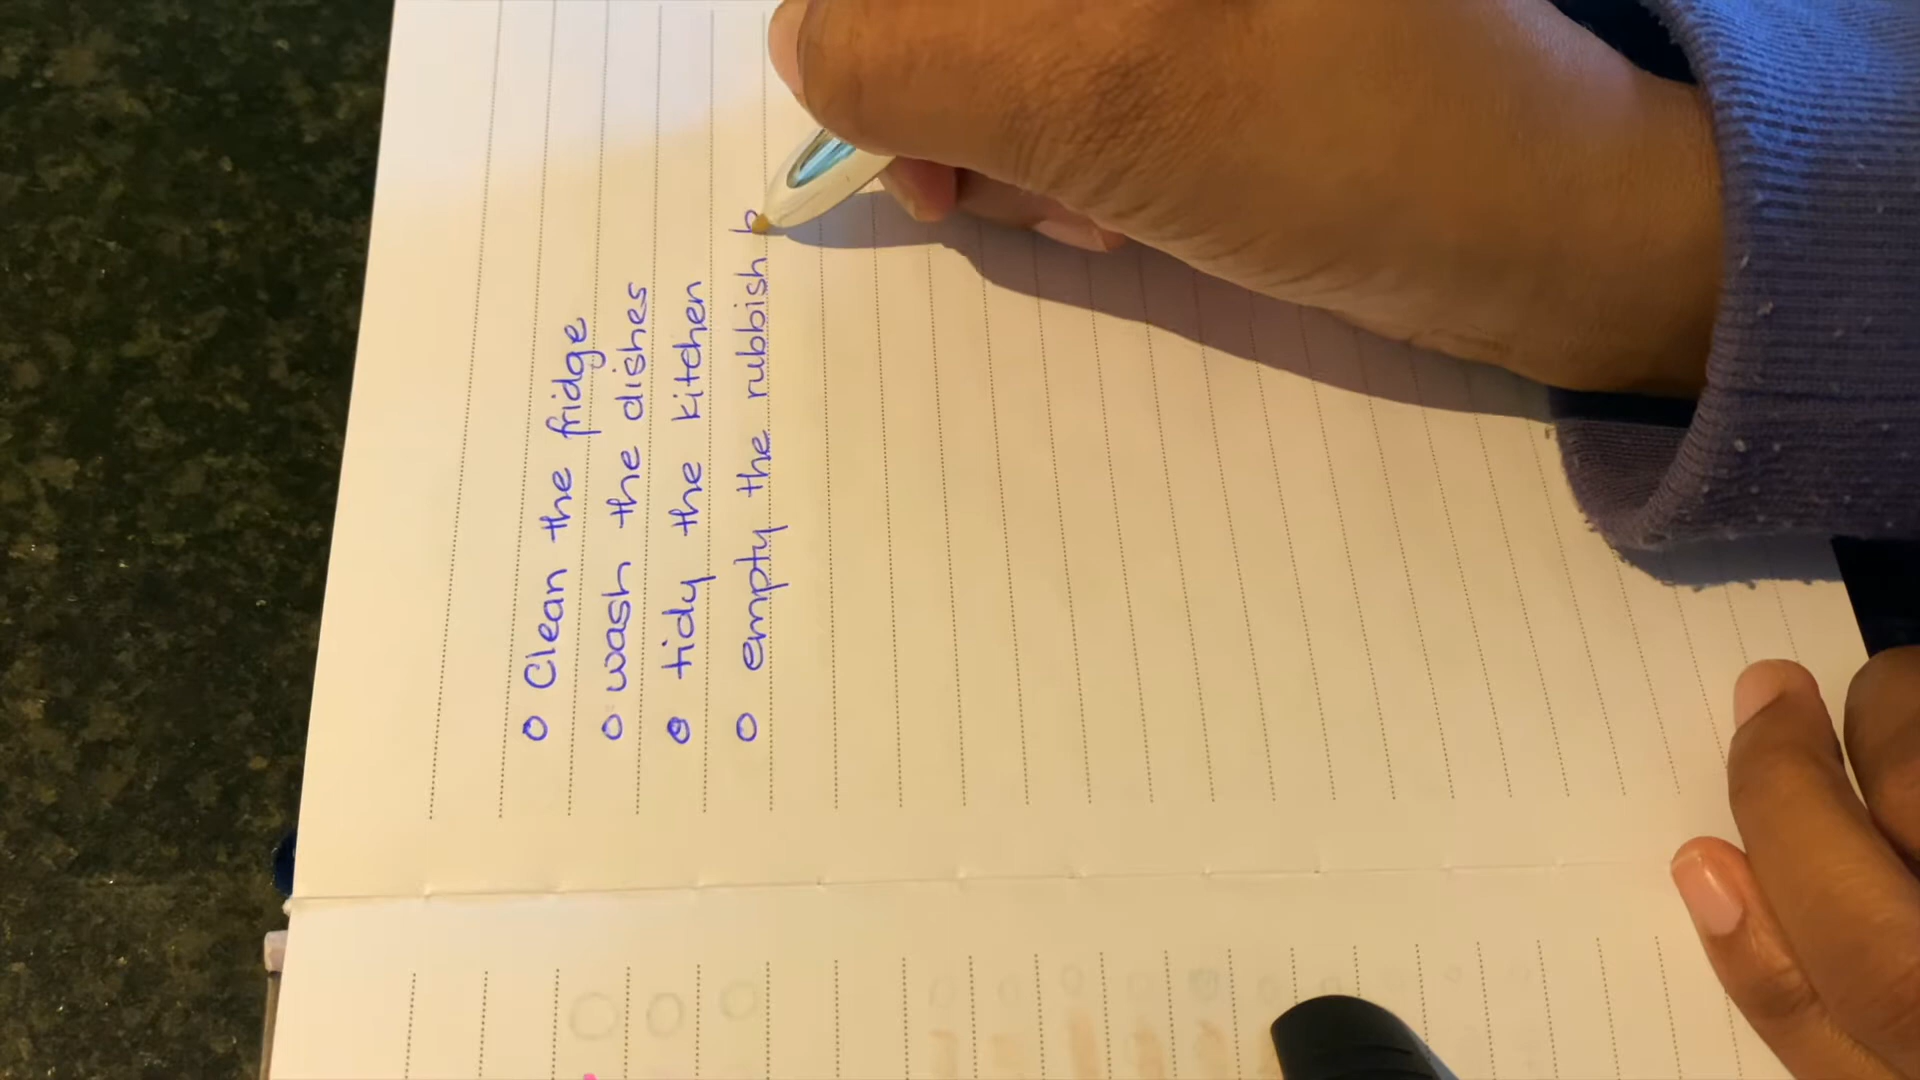 o Clean the fridge
o wash the dishes
o tidy the kitchen
o empty the rubbish b